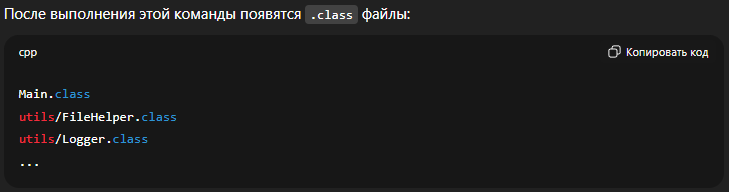 После выполнения этой команды появятся .class файлы:
cpp
Копировать код
Main.class
utils/FileHelper.class
utils/Logger.class
...